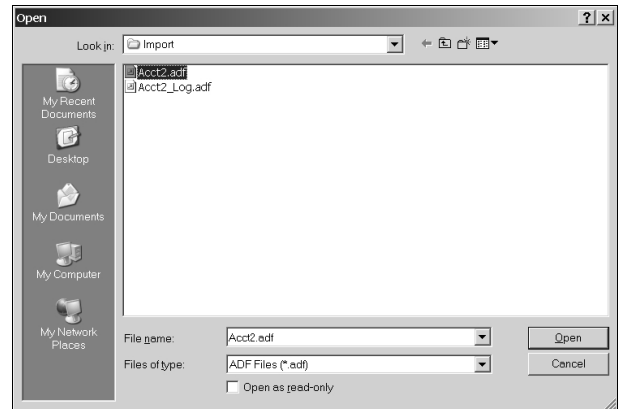 Open
Look in:
Import
My Recent
Documents
Desktop
My Documents
My Computer
My Network
Places
Acct2.adf
Acct2_Log.adf
File name:
Acct2.adf
Open
Files of type:
ADF Files (*.adf)
Cancel
Open as read-only